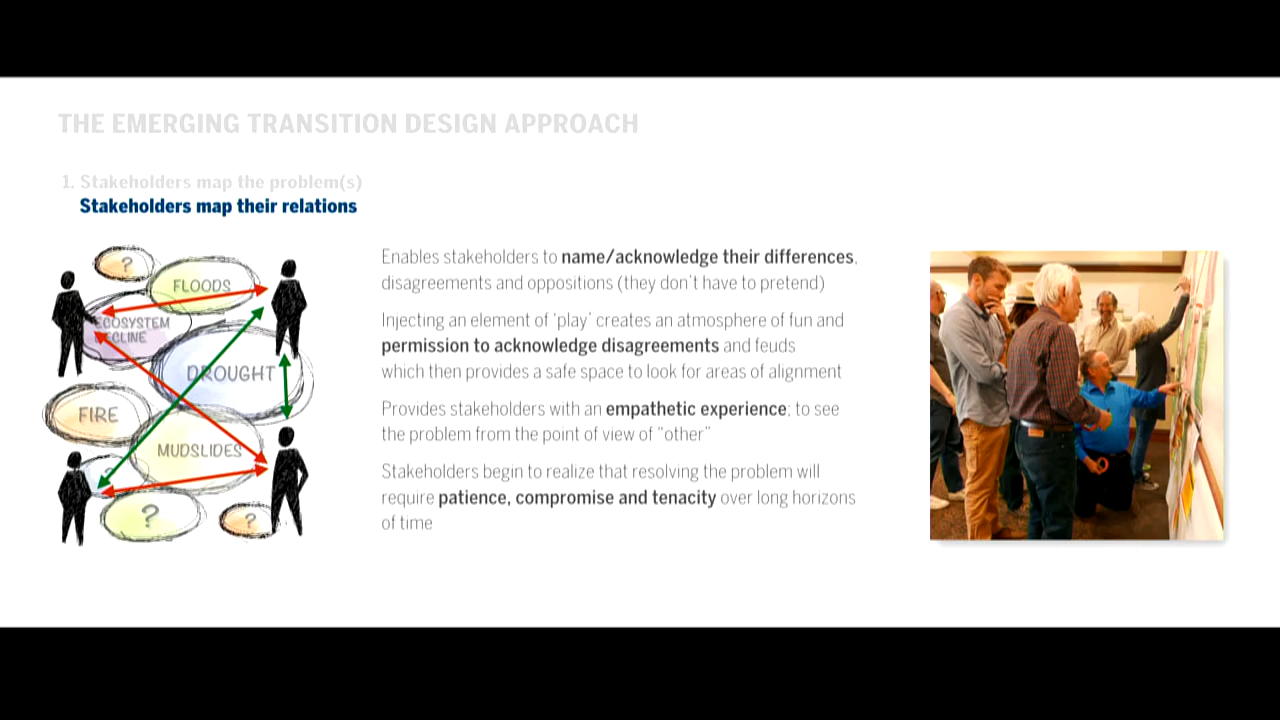 THE EMERGING TRANSITION DESIGN APPROACH
1. Stakeholders map the problem(s)
Stakeholders map their relations
?
FLOODS
ECOSYSTEM
DECLINE
DROUGHT
FIRE
MUDSLIDES
?
?
?
Enables stakeholders to name/acknowledge their differences,
disagreements and oppositions (they don't have to pretend)
Injecting an element of 'play' creates an atmosphere of fun and
permission to acknowledge disagreements and feuds
which then provides a safe space to look for areas of alignment
Provides stakeholders with an empathetic experience; to see
the problem from the point of view of "other"
Stakeholders begin to realize that resolving the problem will
require patience, compromise and tenacity over long horizons
of time